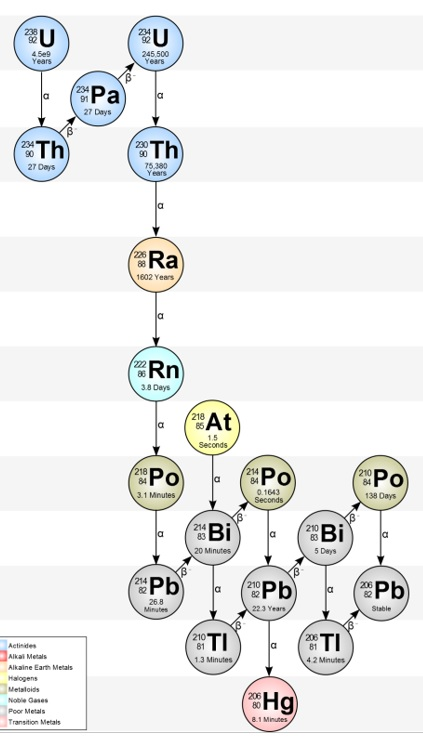 238
92 U
4.5e9
Years
234
92 U
245,500
Years
234
91 Pa
27 Days
α
β⁻
β⁻
α
234
90 Th
27 Days
230
90 Th
75,380
Years
α
226
88 Ra
1602 Years
α
222
86 Rn
3.8 Days
α
218
85 At
1.5
Seconds
218
84 Po
3.1 Minutes
α
214
84 Po
0.1643
Seconds
210
84 Po
138 Days
α
β⁻
α
β⁻
α
214
83 Bi
20 Minutes
210
83 Bi
5 Days
214
82 Pb
26.8
Minutes
β⁻
α
210
82 Pb
22.3 Years
β⁻
α
206
82 Pb
Stable
210
81 Tl
1.3 Minutes
β⁻
α
206
81 Tl
4.2 Minutes
β⁻
206
80 Hg
8.1 Minutes
Actinides
Alkali Metals
Alkaline Earth Metals
Halogens
Metalloids
Noble Gases
Poor Metals
Transition Metals